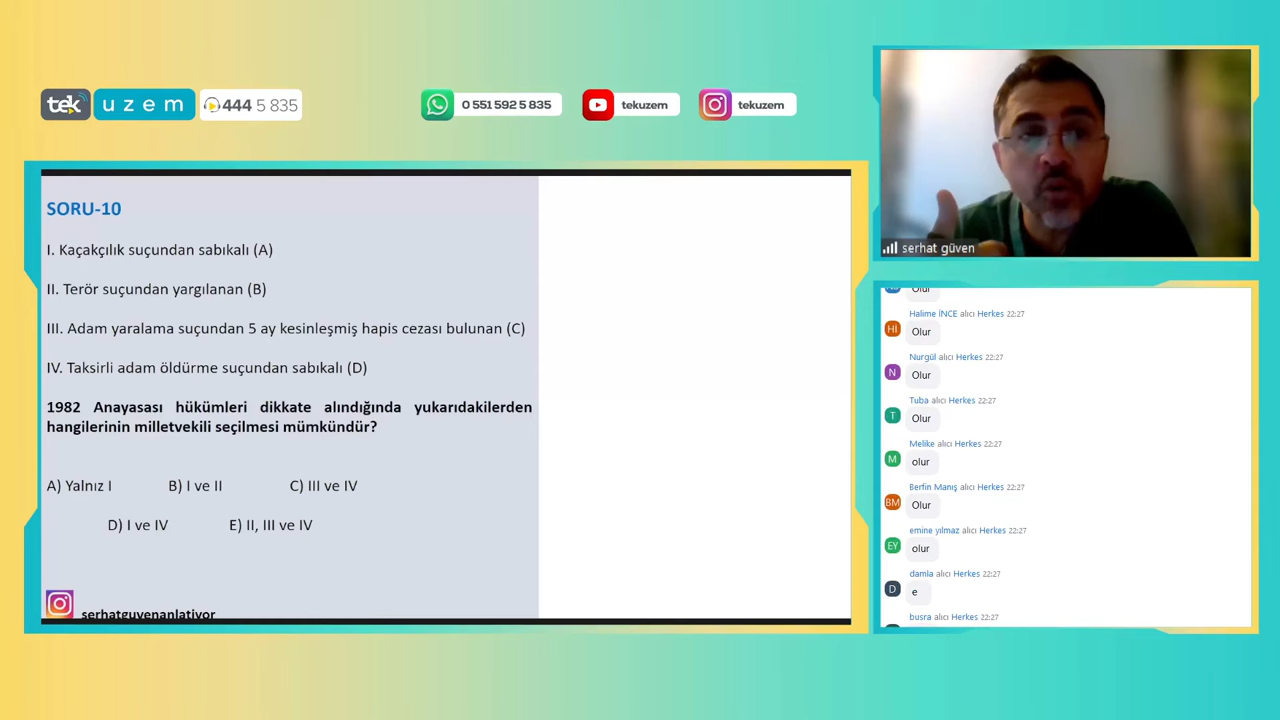 tek uzem 444 5 835
0 551 592 5 835
tekuzem
tekuzem
SORU-10
I. Kaçakçılık suçundan sabıkalı (A)
II. Terör suçundan yargılanan (B)
III. Adam yaralama suçundan 5 ay kesinleşmiş hapis cezası bulunan (C)
IV. Taksirli adam öldürme suçundan sabıkalı (D)
1982 Anayasası hükümleri dikkate alındığında yukarıdakilerden
hangilerinin milletvekili seçilmesi mümkündür?
A) Yalnız I B) I ve II C) III ve IV
D) I ve IV E) II, III ve IV
serhatguvenanlatiyor
serhat güven
Olur
Halime İNCE alıcı Herkes 22:27
Hİ
Olur
Nurgül alıcı Herkes 22:27
N
Olur
Tuba alıcı Herkes 22:27
T
Olur
Melike alıcı Herkes 22:27
M
olur
Berfin Manış alıcı Herkes 22:27
BM
Olur
emine yılmaz alıcı Herkes 22:27
EY
olur
damla alıcı Herkes 22:27
D
e
busra alıcı Herkes 22:27